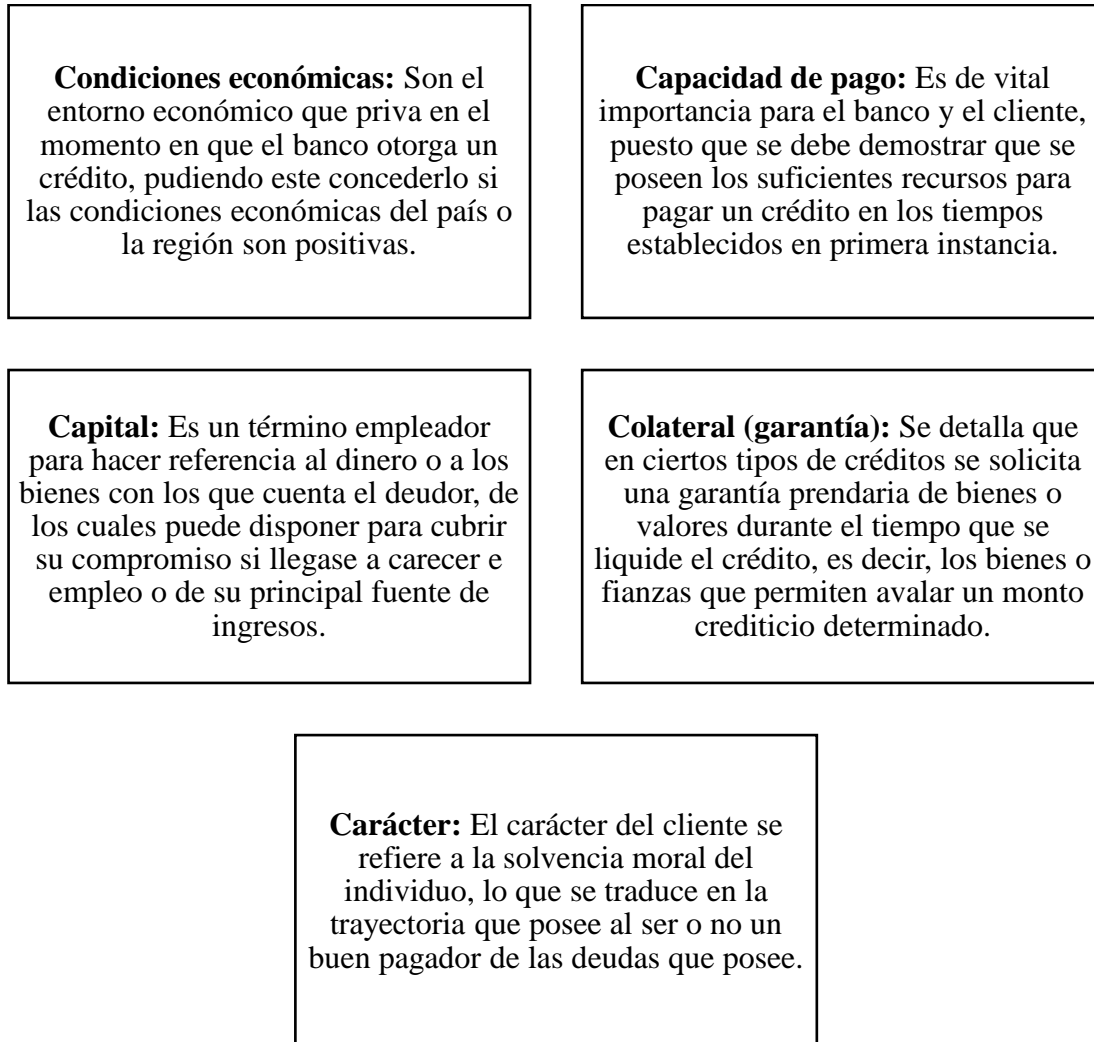 Condiciones económicas: Son el
entorno económico que priva en el
momento en que el banco otorga un
crédito, pudiendo este concederlo si
las condiciones económicas del país o
la región son positivas.
Capacidad de pago: Es de vital
importancia para el banco y el cliente,
puesto que se debe demostrar que se
poseen los suficientes recursos para
pagar un crédito en los tiempos
establecidos en primera instancia.
Capital: Es un término empleador
para hacer referencia al dinero o a los
bienes con los que cuenta el deudor, de
los cuales puede disponer para cubrir
su compromiso si llegase a carecer e
empleo o de su principal fuente de
ingresos.
Colateral (garantía): Se detalla que
en ciertos tipos de créditos se solicita
una garantía prendaria de bienes o
valores durante el tiempo que se
liquide el crédito, es decir, los bienes o
fianzas que permiten avalar un monto
crediticio determinado.
Carácter: El carácter del cliente se
refiere a la solvencia moral del
individuo, lo que se traduce en la
trayectoria que posee al ser o no un
buen pagador de las deudas que posee.